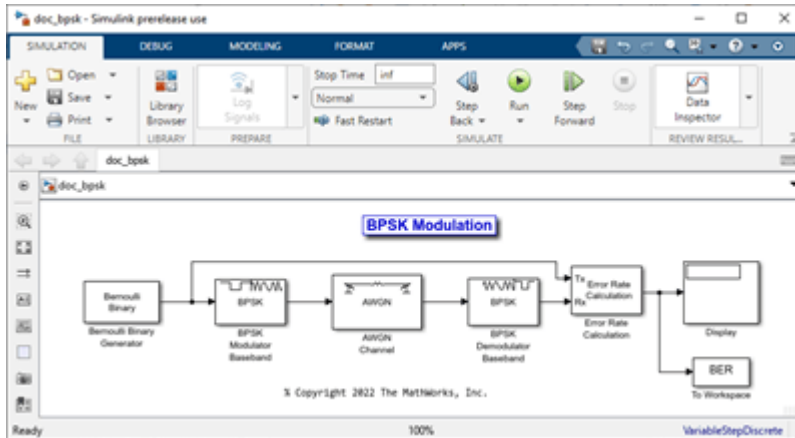 doc_bpsk - Simulink prerelease use
SIMULATION DEBUG MODELING FORMAT APPS
New
Open
Save
Print
FILE
Library Browser
LIBRARY
Log Signals
PREPARE
Stop Time inf
Normal
Fast Restart
Step Back
Run
Step Forward
Stop
SIMULATE
Data Inspector
REVIEW RESUL...
doc_bpsk
doc_bpsk
BPSK Modulation
Bernoulli
Binary
Bernoulli Binary
Generator
BPSK
BPSK
Modulator
Baseband
AWGN
AWGN
Channel
BPSK
BPSK
Demodulator
Baseband
Tx
Rx
Error Rate
Calculation
Error Rate
Calculation
Display
BER
To Workspace
% Copyright 2022 The MathWorks, Inc.
Ready 100% VariableStepDiscrete